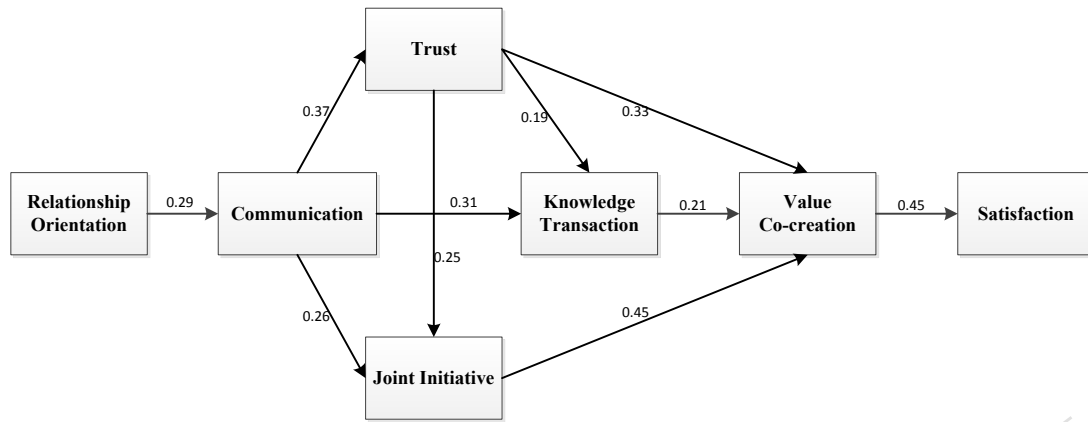 Trust
0.37
0.19
0.33
Relationship
Orientation
0.29
Communication
0.31
Knowledge
Transaction
0.21
Value
Co-creation
0.45
Satisfaction
0.25
0.26
0.45
Joint Initiative